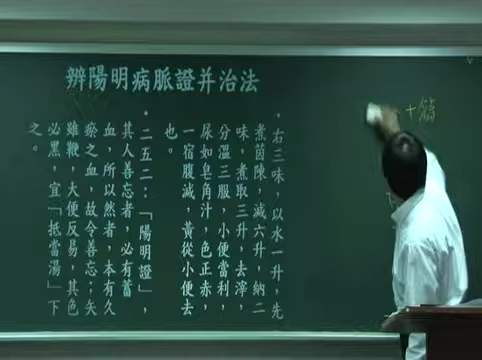 辨陽明病脈證并治法
·右三味，以水一升，先
煮茵陳，減六升，納二
味，煮取三升，去滓，
分溫三服，小便當利，
尿如皂角汁，色正赤，
一宿腹減，黃從小便去
也。
·二五二：「陽明證」，
其人喜忘者，必有蓄
血，所以然者，本有久
瘀之血，故令善忘；矢
雖鞕，大便反易，其色
必黑，宜「抵當湯」下
之。